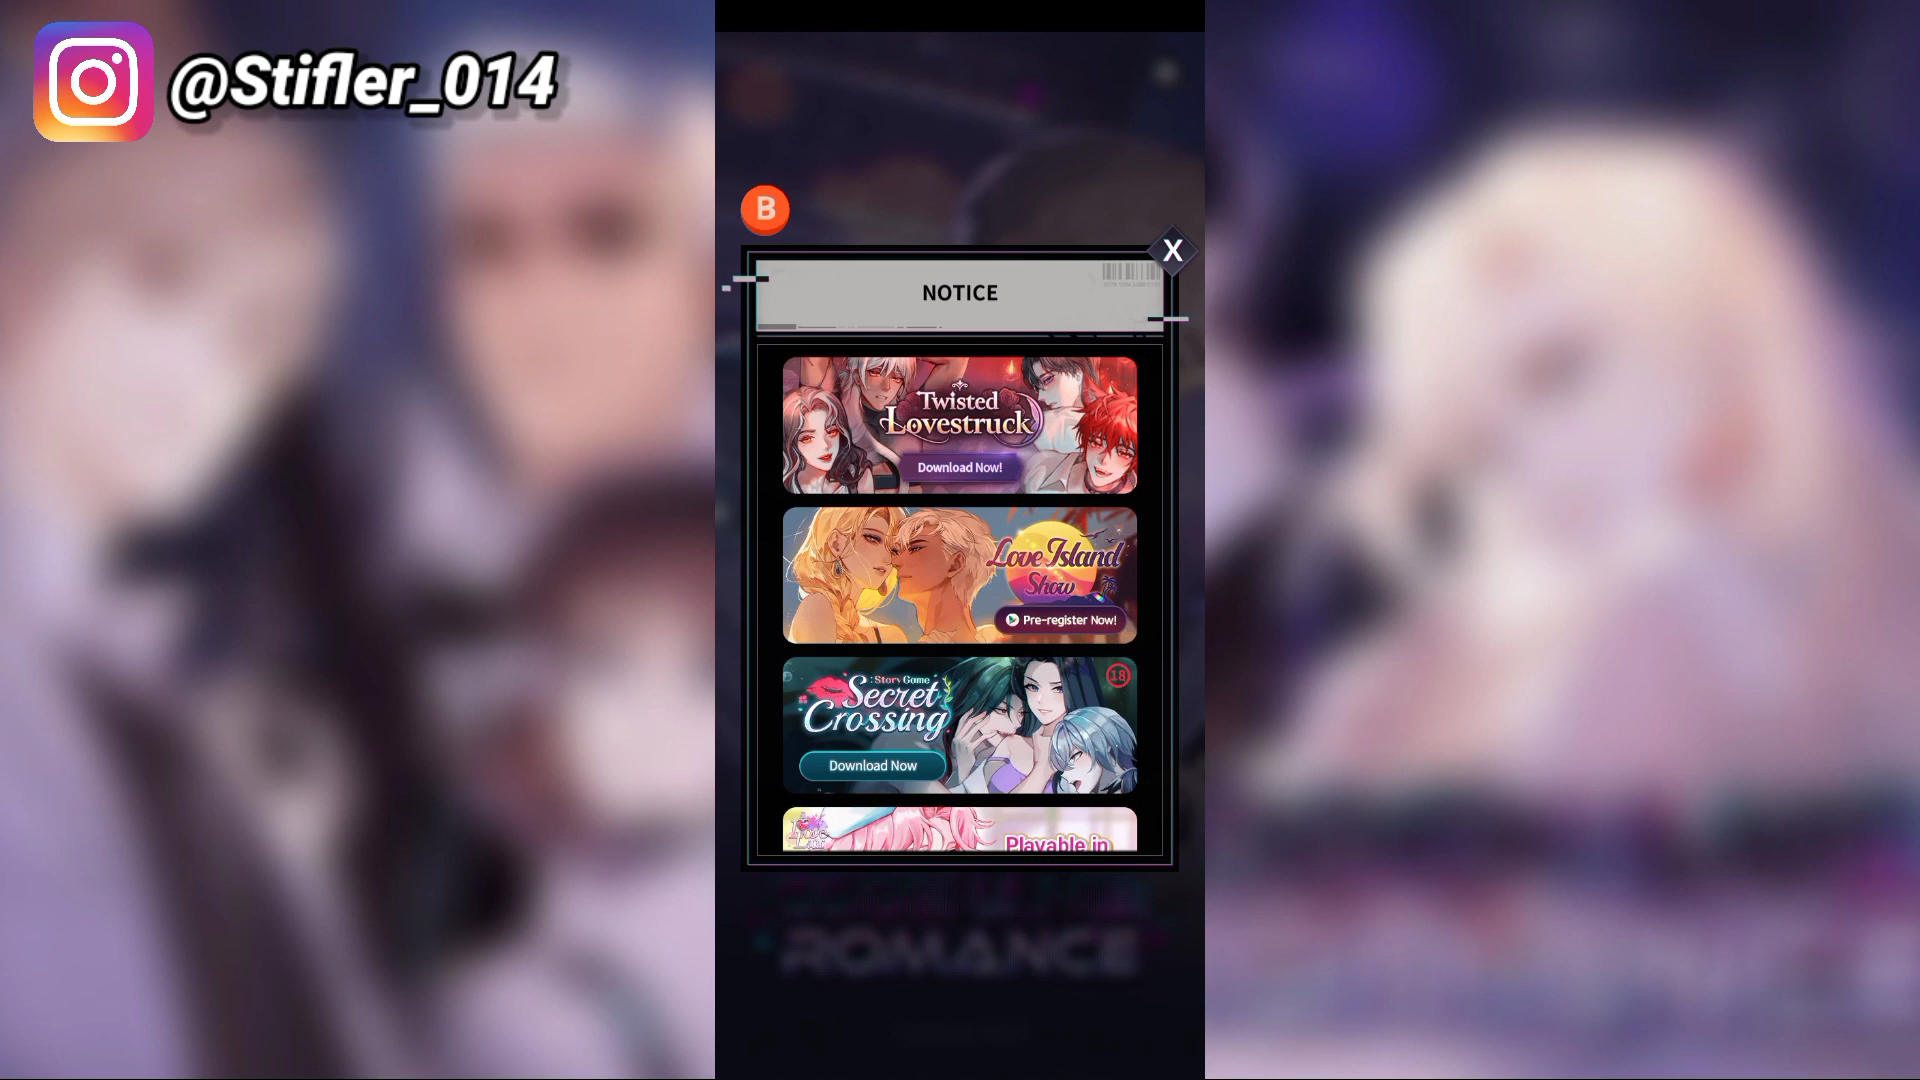 @Stifler_014
B
X
NOTICE
Twisted
Lovestruck
Download Now!
Love Island
Show
Pre-register Now!
18
: Story Game
Secret
Crossing
Download Now
Playable in
ROMANCE